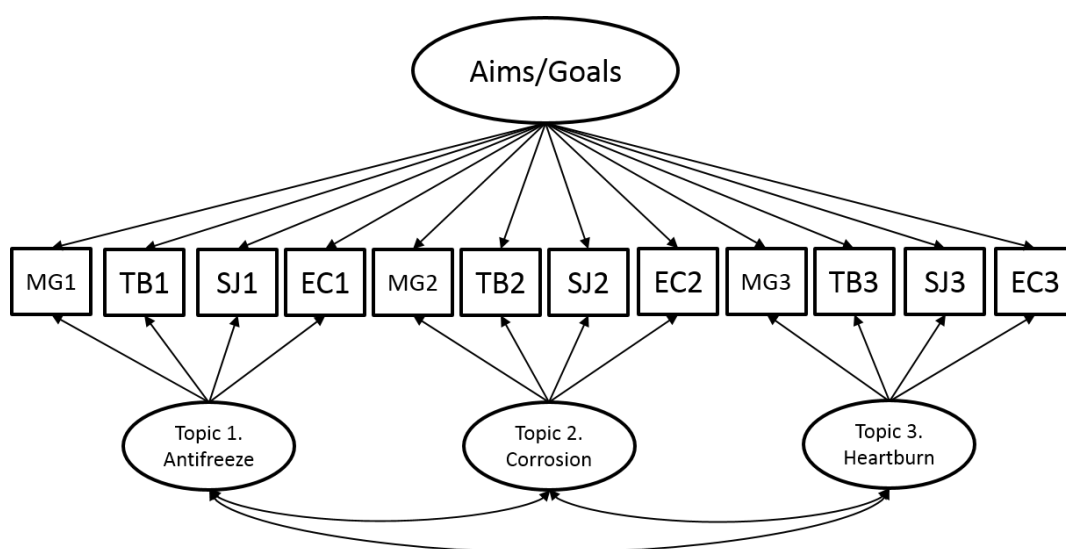 Aims/Goals
MG1 TB1 SJ1 EC1 MG2 TB2 SJ2 EC2 MG3 TB3 SJ3 EC3
Topic 1.
Antifreeze
Topic 2.
Corrosion
Topic 3.
Heartburn